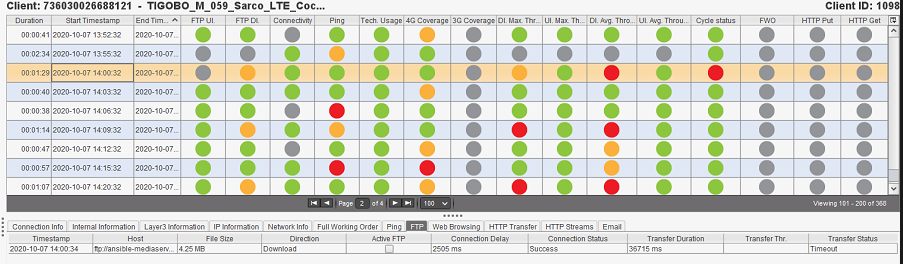 Client: 736030026688121 - TIGOBO_M_059_Sarco_LTE_Coc... Client ID: 1098
Duration Start Timestamp End Tim... FTP Ul. FTP Dl. Connectivity Ping Tech. Usage 4G Coverage 3G Coverage Dl. Max. Thr... Ul. Max. Th... Dl. Avg. Thro... Ul. Avg. Throu... Cycle status FWO HTTP Put HTTP Get
00:00:41 2020-10-07 13:52:32 2020-10-07...
00:02:34 2020-10-07 13:55:32 2020-10-07...
00:01:29 2020-10-07 14:00:32 2020-10-07...
00:00:40 2020-10-07 14:03:32 2020-10-07...
00:00:38 2020-10-07 14:06:32 2020-10-07...
00:01:14 2020-10-07 14:09:32 2020-10-07...
00:00:47 2020-10-07 14:12:32 2020-10-07...
00:00:57 2020-10-07 14:15:32 2020-10-07...
00:01:07 2020-10-07 14:20:32 2020-10-07...
Page 2 of 4 100 Viewing 101 - 200 of 368
Connection Info Internal Information Layer3 Information IP Information Network Info Full Working Order Ping FTP Web Browsing HTTP Transfer HTTP Streams Email
Timestamp Host File Size Direction Active FTP Connection Delay Connection Status Transfer Duration Transfer Thr. Transfer Status
2020-10-07 14:00:34 ftp://ansible-mediaserv... 4.25 MB Download 2505 ms Success 36715 ms Timeout